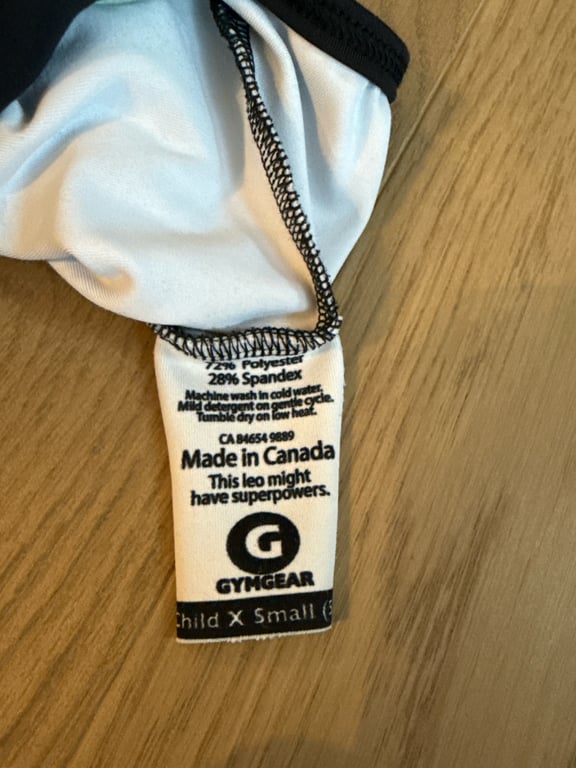 72% Polyester
28% Spandex
Machine wash in cold water.
Mild detergent on gentle cycle.
Tumble dry on low heat.
CA 84654 9889
Made in Canada
This leo might
have superpowers.
G
GYMGEAR
Child X Small (